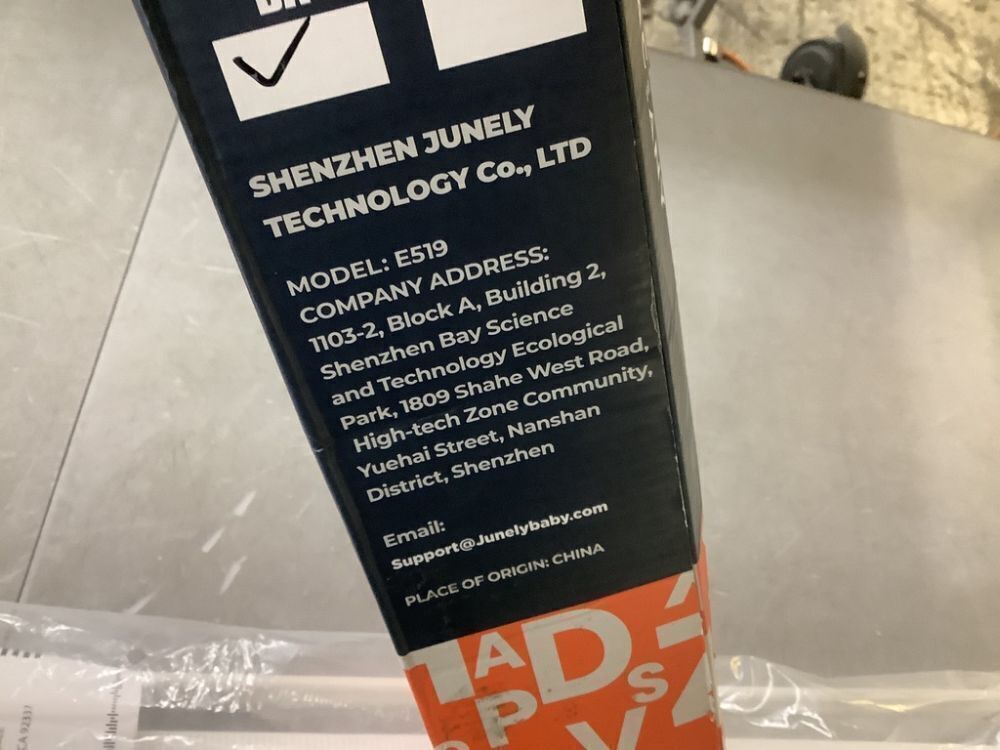 SHENZHEN JUNELY
TECHNOLOGY Co., LTD
MODEL: E519
COMPANY ADDRESS:
1103-2, Block A, Building 2,
Shenzhen Bay Science
and Technology Ecological
Park, 1809 Shahe West Road,
High-tech Zone Community,
Yuehai Street, Nanshan
District, Shenzhen
Email:
Support@Junelybaby.com
PLACE OF ORIGIN: CHINA
A D
P S
CA 92337